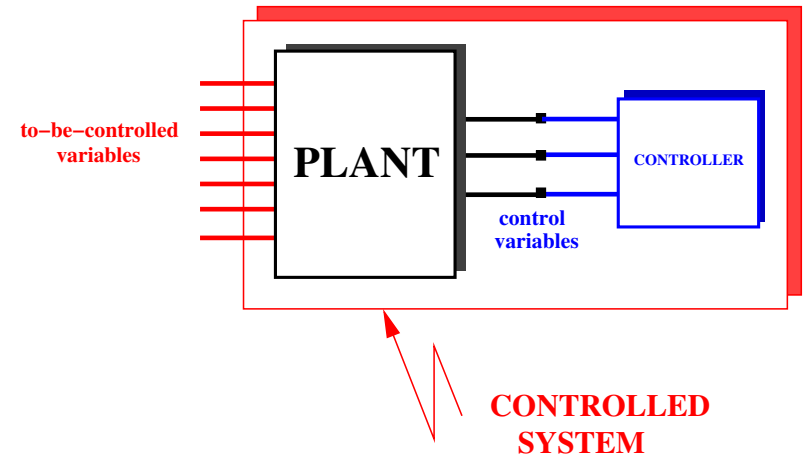 to−be−controlled
variables
PLANT
CONTROLLER
control
variables
CONTROLLED
SYSTEM